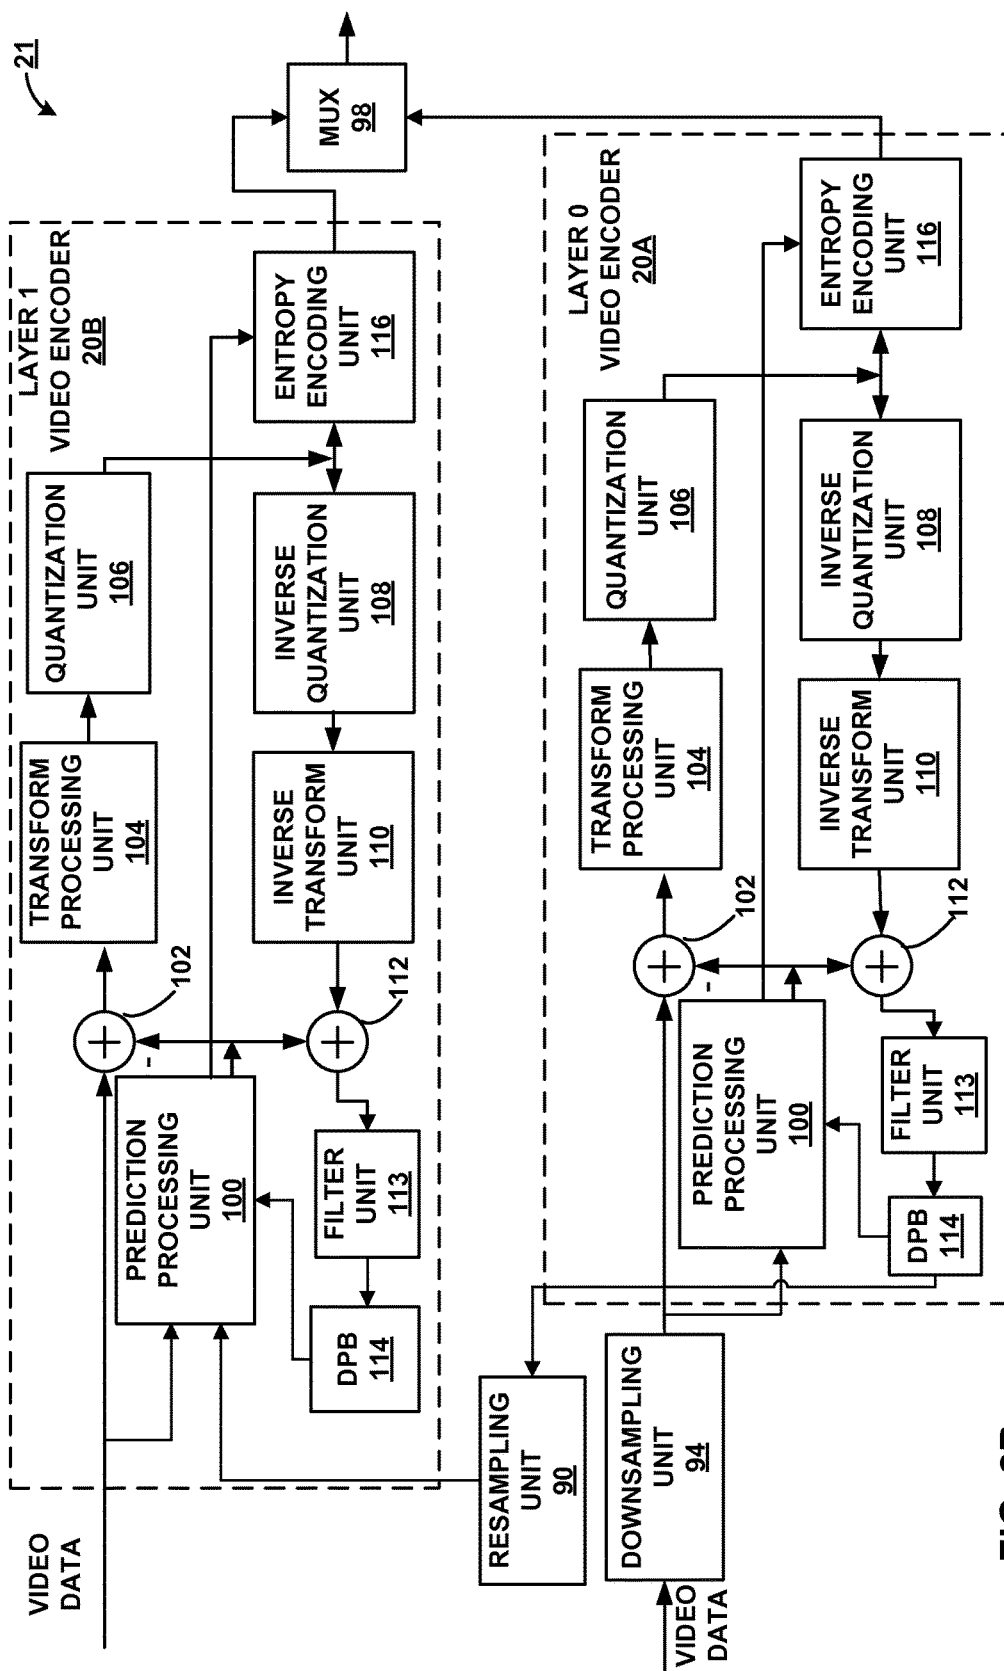 21
VIDEO
DATA
LAYER 1
VIDEO ENCODER
20B
TRANSFORM
PROCESSING
UNIT
104
QUANTIZATION
UNIT
106
102
-
PREDICTION
PROCESSING
UNIT
100
INVERSE
TRANSFORM
UNIT
110
INVERSE
QUANTIZATION
UNIT
108
ENTROPY
ENCODING
UNIT
116
112
FILTER
UNIT
113
DPB
114
MUX
98
RESAMPLING
UNIT
90
LAYER 0
VIDEO ENCODER
20A
VIDEO
DATA
DOWNSAMPLING
UNIT
94
TRANSFORM
PROCESSING
UNIT
104
QUANTIZATION
UNIT
106
102
-
PREDICTION
PROCESSING
UNIT
100
INVERSE
TRANSFORM
UNIT
110
INVERSE
QUANTIZATION
UNIT
108
ENTROPY
ENCODING
UNIT
116
112
FILTER
UNIT
113
DPB
114